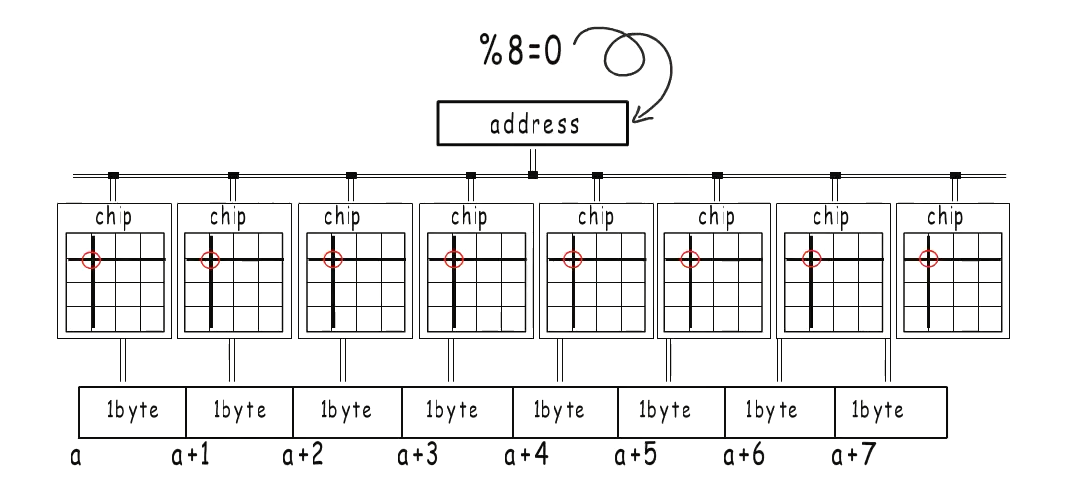 %8=0
address
chip chip chip chip chip chip chip chip
1byte 1byte 1byte 1byte 1byte 1byte 1byte 1byte
a a+1 a+2 a+3 a+4 a+5 a+6 a+7